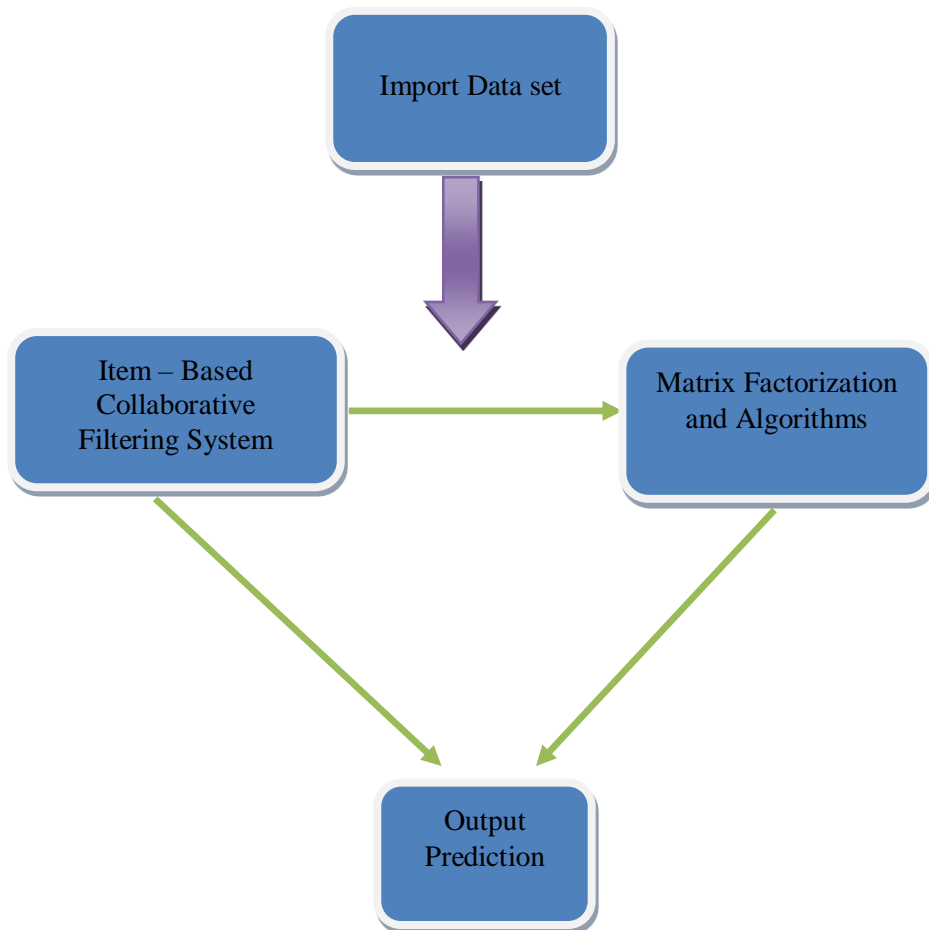 Import Data set
Item – Based
Collaborative
Filtering System
Matrix Factorization
and Algorithms
Output
Prediction